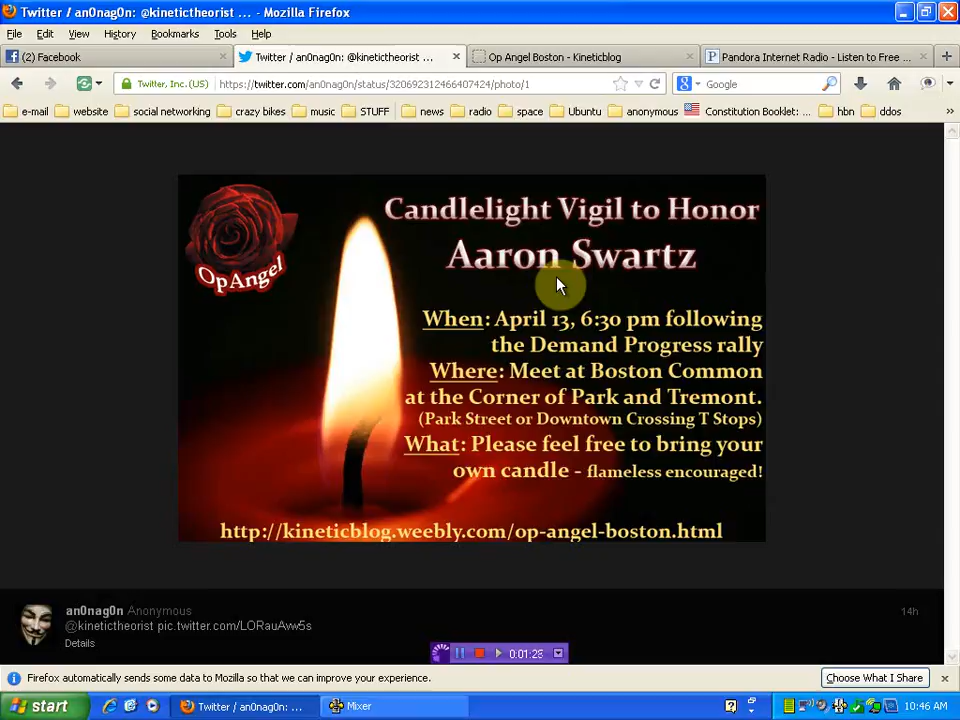 Twitter / an0nag0n: @kinetictheorist ... - Mozilla Firefox
File Edit View History Bookmarks Tools Help
(2) Facebook
Twitter / an0nag0n: @kinetictheorist ...
Op Angel Boston - Kineticblog
Pandora Internet Radio - Listen to Free ...
Twitter, Inc. (US)
https://twitter.com/an0nag0n/status/320692312466407424/photo/1
Google
e-mail website social networking crazy bikes music STUFF news radio space Ubuntu anonymous Constitution Booklet: ... hbn ddos
OpAngel
Candlelight Vigil to Honor
Aaron Swartz
When: April 13, 6:30 pm following
the Demand Progress rally
Where: Meet at Boston Common
at the Corner of Park and Tremont.
(Park Street or Downtown Crossing T Stops)
What: Please feel free to bring your
own candle - flameless encouraged!
http://kineticblog.weebly.com/op-angel-boston.html
an0nag0n Anonymous
14h
@kinetictheorist pic.twitter.com/LORauAvw5s
Details
0:01:28
Firefox automatically sends some data to Mozilla so that we can improve your experience.
Choose What I Share
start
Twitter / an0nag0n: ...
Mixer
10:46 AM